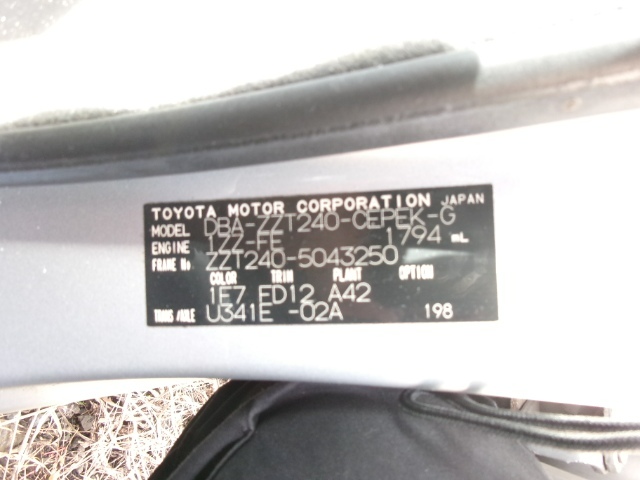 TOYOTA MOTOR CORPORATION JAPAN
MODEL DBA-ZZT240-CEPEK-G
ENGINE 1ZZ-FE 1794 mL
FRAME No. ZZT240-5043250
COLOR TRIM PLANT OPTION
1E7 ED12 A42
TRANS/AXLE U341E -02A 198